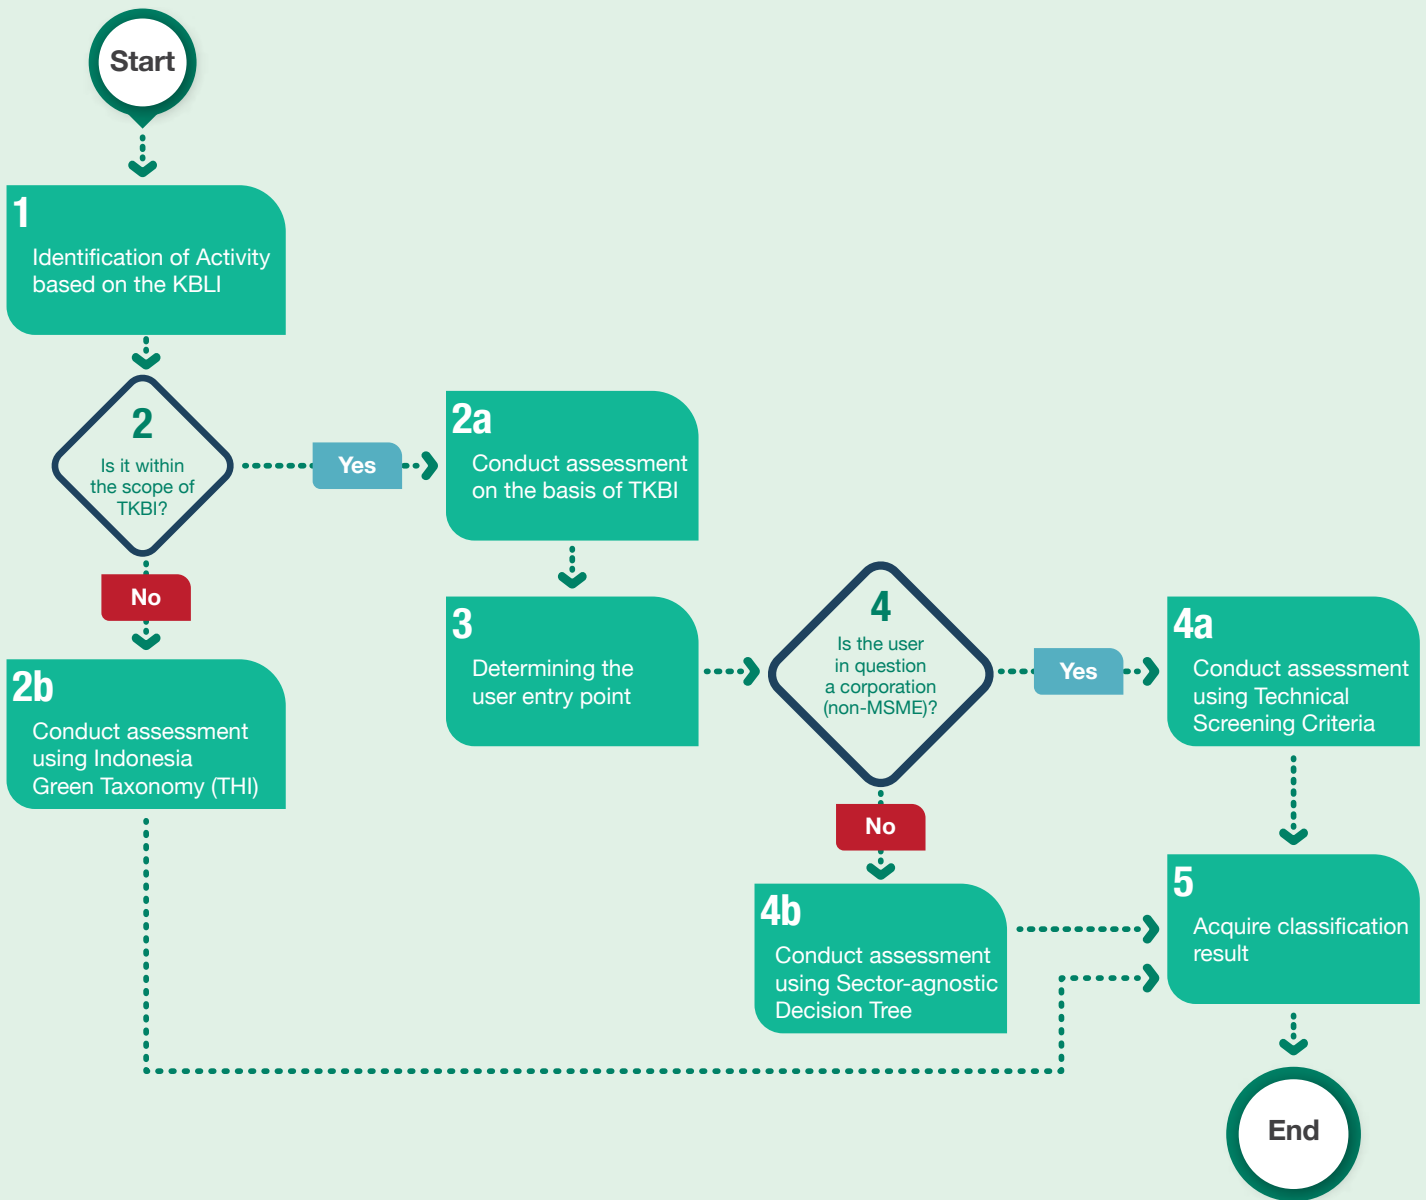 Start
1
Identification of Activity
based on the KBLI
2
Is it within
the scope of
TKBI?
Yes
2a
Conduct assessment
on the basis of TKBI
No
2b
Conduct assessment
using Indonesia
Green Taxonomy (THI)
3
Determining the
user entry point
4
Is the user
in question
a corporation
(non-MSME)?
Yes
4a
Conduct assessment
using Technical
Screening Criteria
No
4b
Conduct assessment
using Sector-agnostic
Decision Tree
5
Acquire classification
result
End